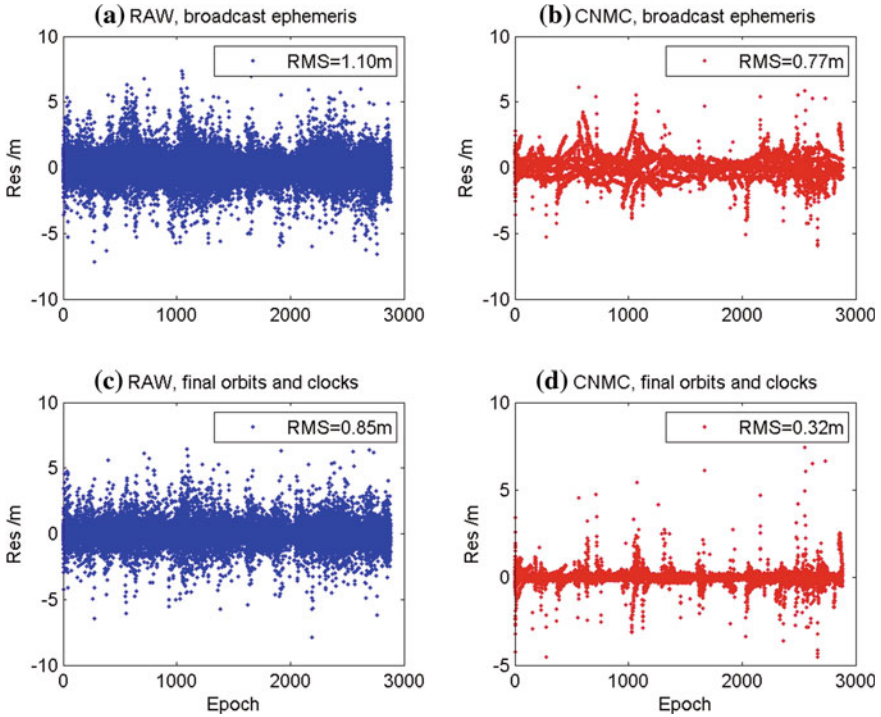 (a) RAW, broadcast ephemeris
RMS=1.10m
10
5
0
-5
-10
Res /m
0 1000 2000 3000
(b) CNMC, broadcast ephemeris
RMS=0.77m
10
5
0
-5
-10
Res /m
0 1000 2000 3000
(c) RAW, final orbits and clocks
RMS=0.85m
10
5
0
-5
-10
Res /m
0 1000 2000 3000
Epoch
(d) CNMC, final orbits and clocks
RMS=0.32m
10
5
0
-5
Res /m
0 1000 2000 3000
Epoch